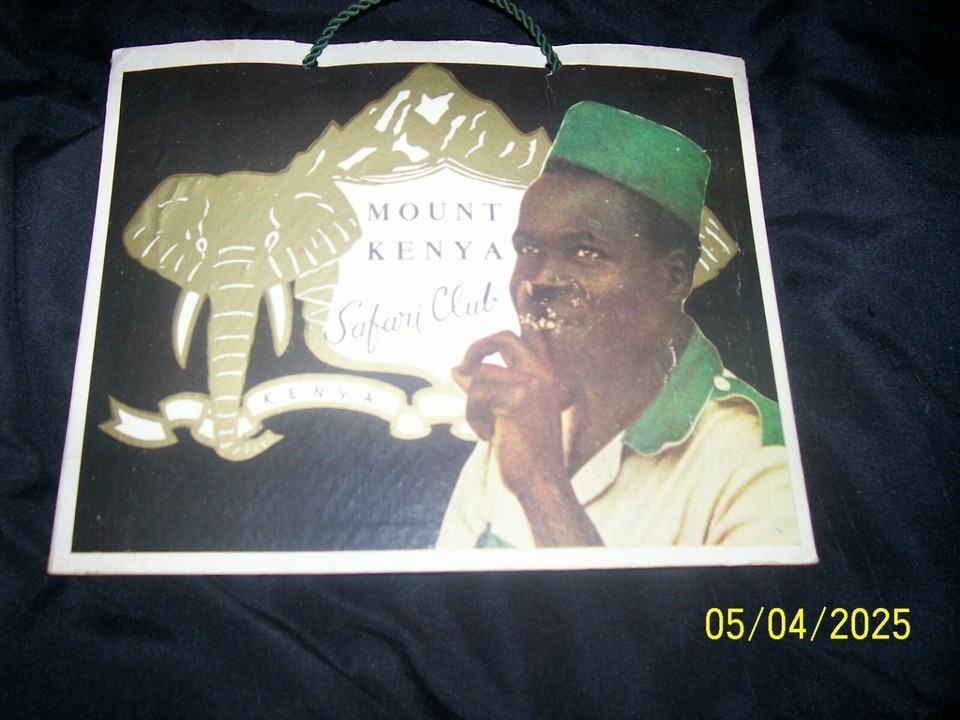 MOUNT
KENYA
Safari Club
KENYA
05/04/2025